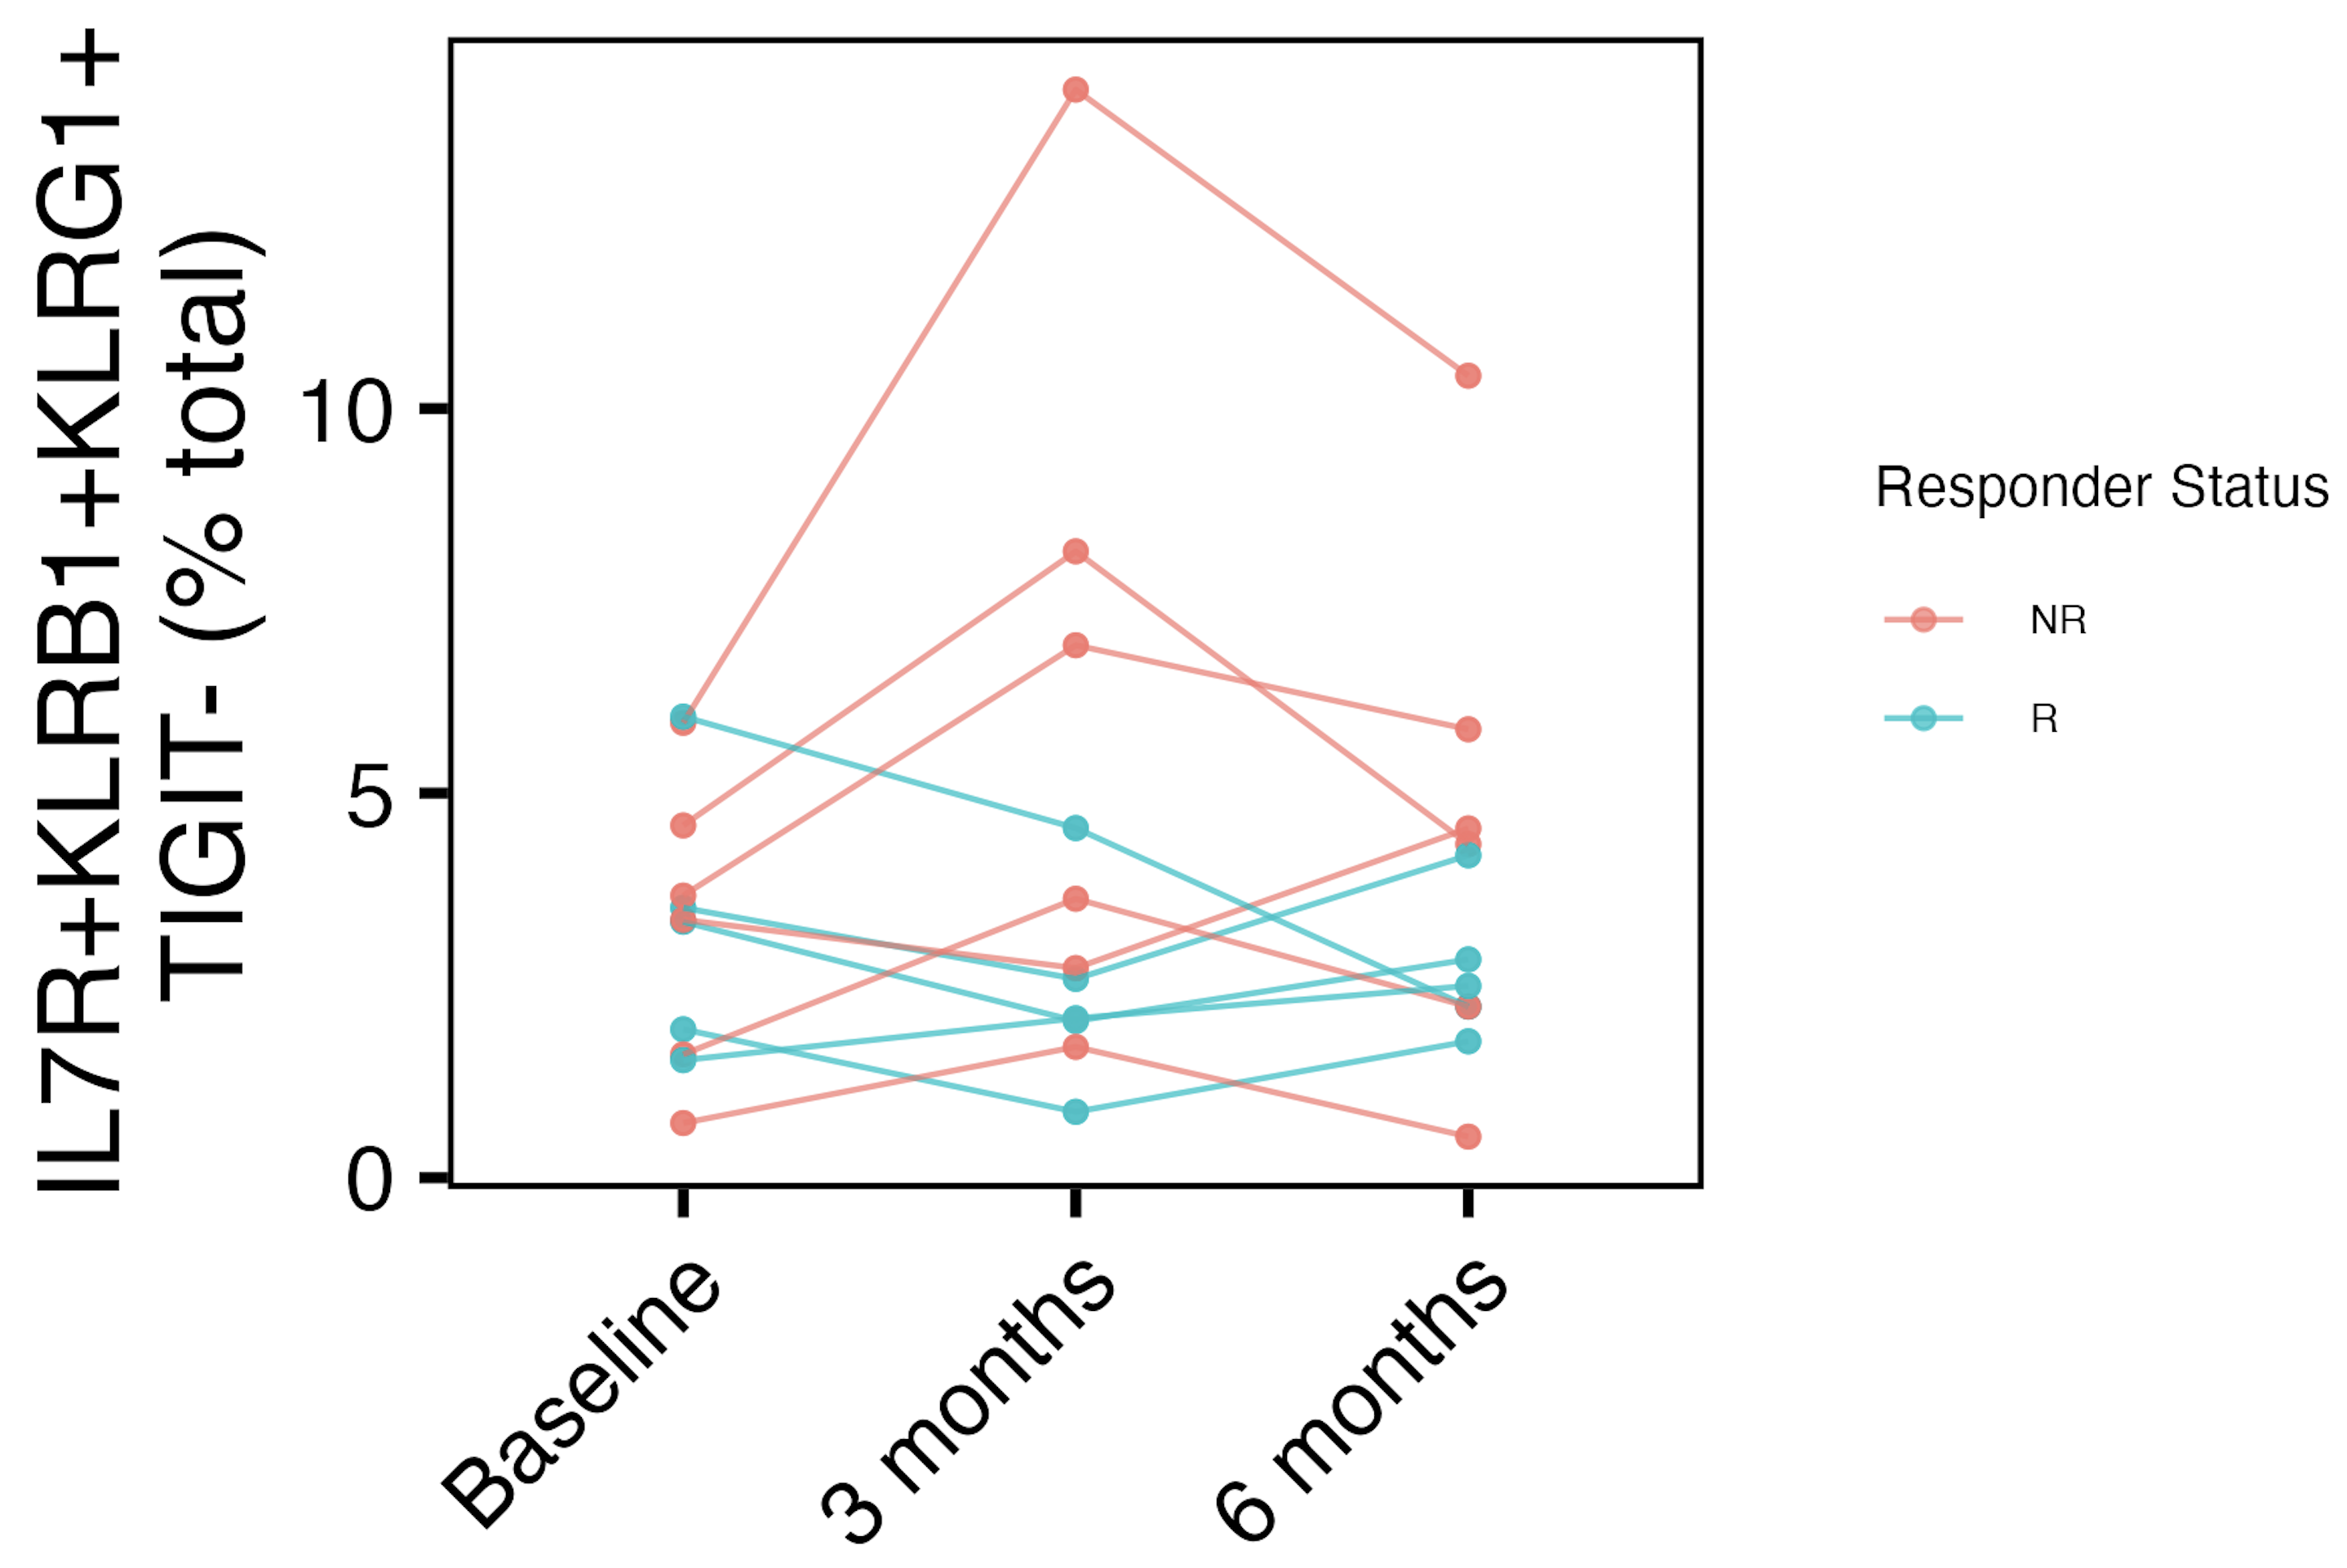 IL7R+KLRB1+KLRG1+
TIGIT- (% total)
10
5
0
Baseline
3 months
6 months
Responder Status
NR
R